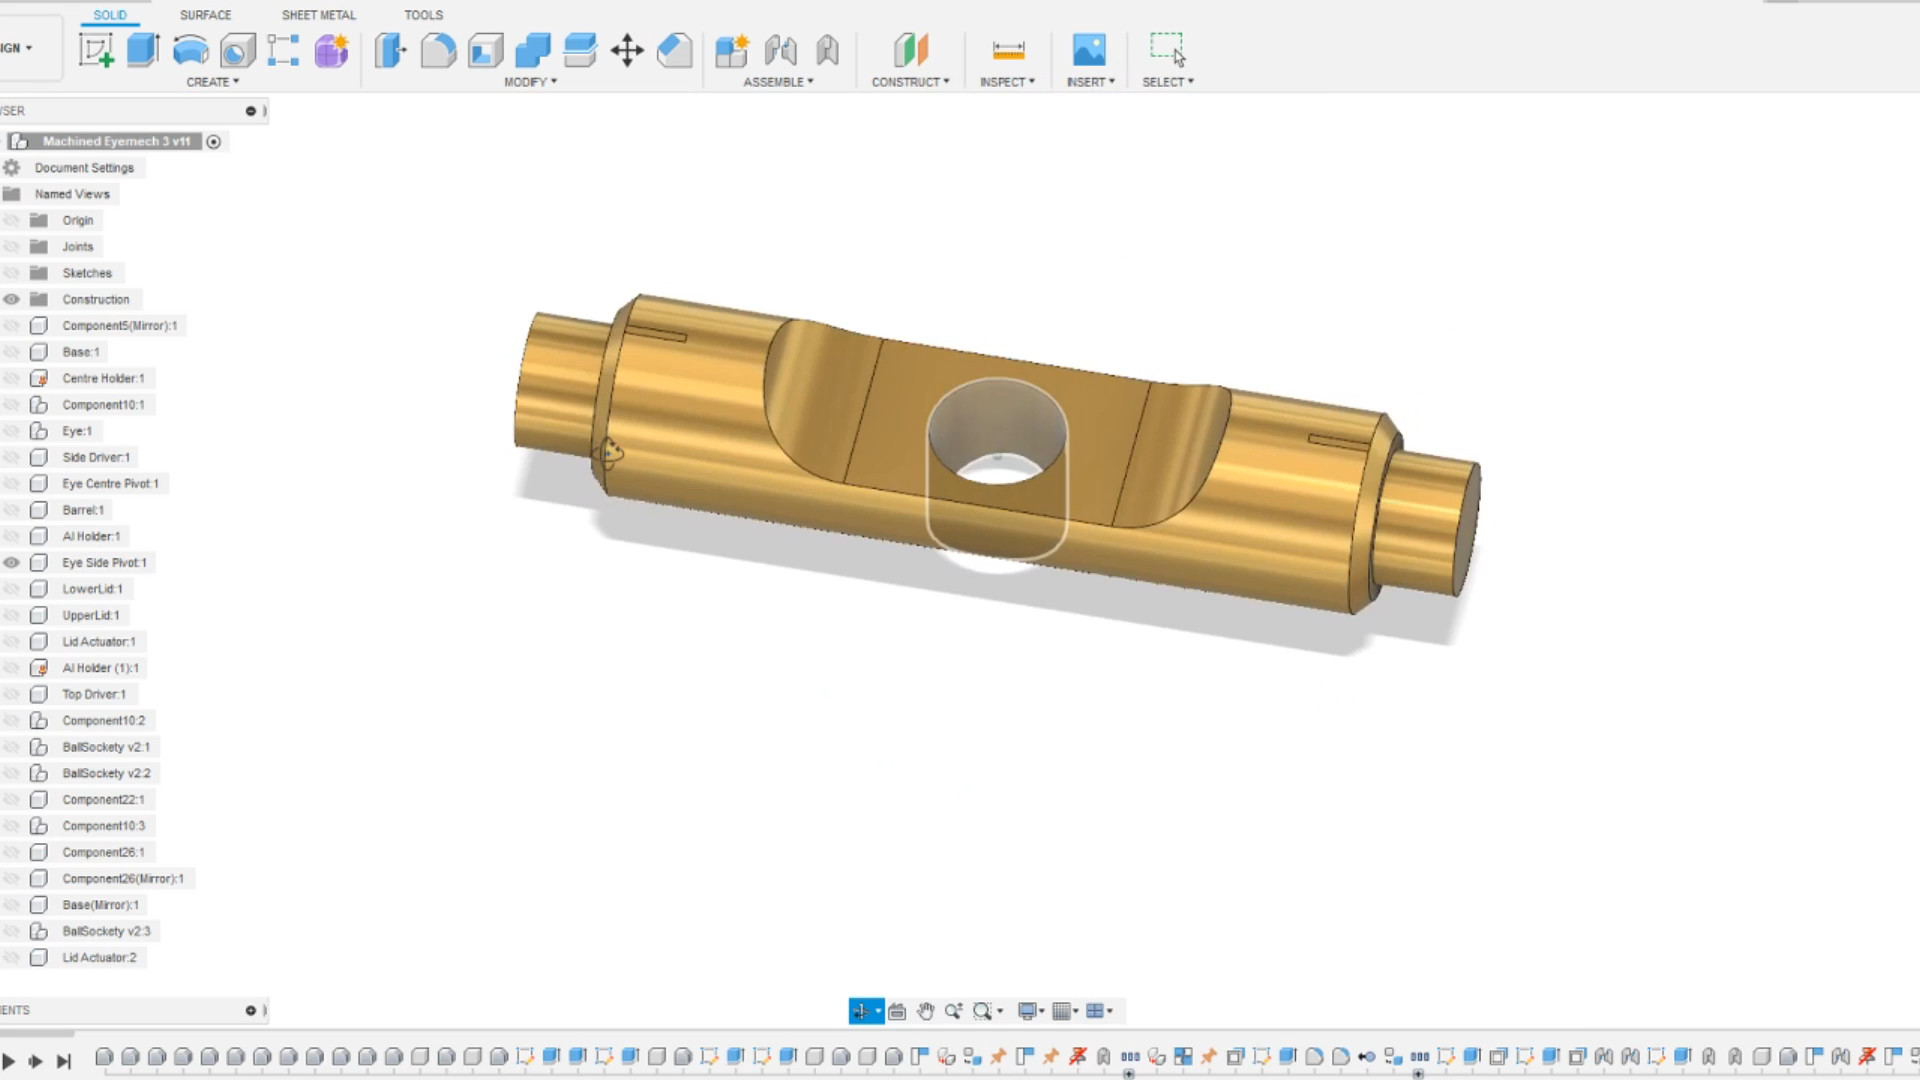 SOLID
SURFACE
SHEET METAL
TOOLS
IGN
CREATE
MODIFY
ASSEMBLE
CONSTRUCT
INSPECT
INSERT
SELECT
SER
Machined Eyemech 3 v11
Document Settings
Named Views
Origin
Joints
Sketches
Construction
Component5(Mirror):1
Base:1
Centre Holder:1
Component10:1
Eye:1
Side Driver:1
Eye Centre Pivot:1
Barrel:1
Al Holder:1
Eye Side Pivot:1
LowerLid:1
UpperLid:1
Lid Actuator:1
Al Holder (1):1
Top Driver:1
Component10:2
BallSockety v2:1
BallSockety v2:2
Component22:1
Component10:3
Component26:1
Component26(Mirror):1
Base(Mirror):1
BallSockety v2:3
Lid Actuator:2
ENTS